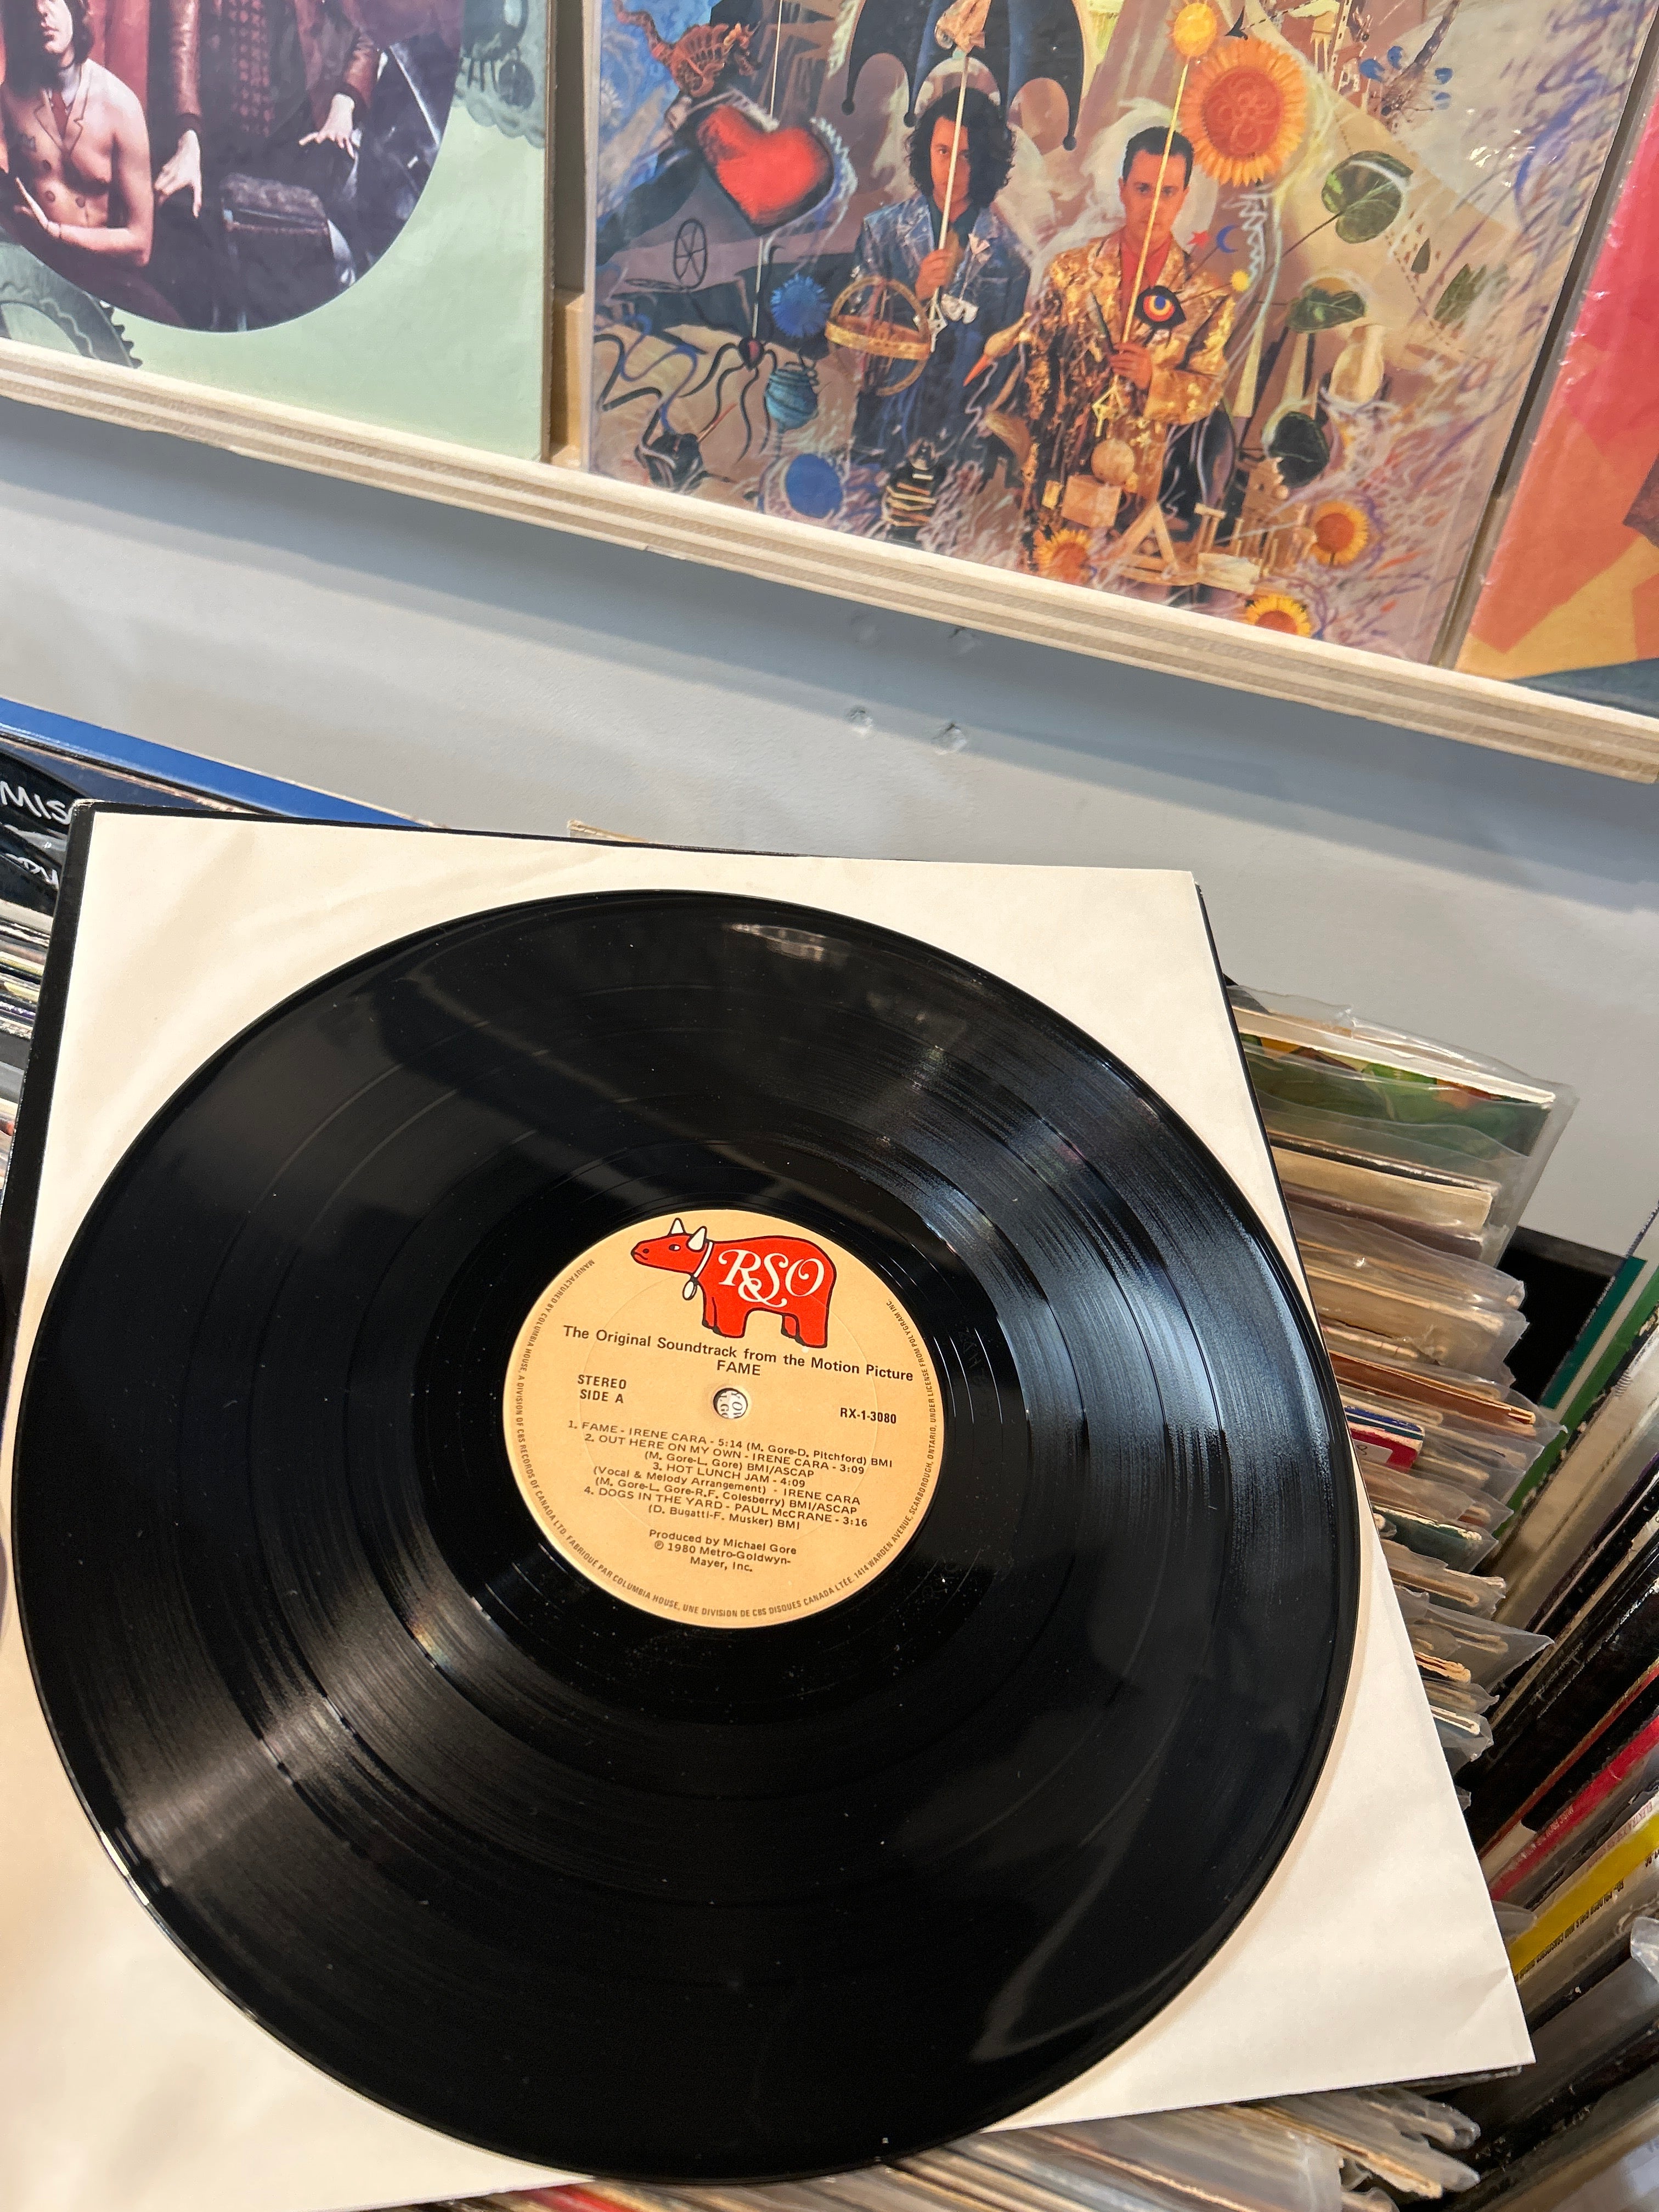 MIS
RSO
The Original Soundtrack from the Motion Picture
FAME
STEREO
SIDE A
RX-1-3080
1. FAME - IRENE CARA - 5:14 (M. Gore-D. Pitchford) BMI
2. OUT HERE ON MY OWN - IRENE CARA - 3:09
(M. Gore-L. Gore) BMI/ASCAP
3. HOT LUNCH JAM - 4:09
(Vocal & Melody Arrangement) - IRENE CARA
(M. Gore-L. Gore-R.F. Colesberry) BMI/ASCAP
4. DOGS IN THE YARD - PAUL McCRANE - 3:16
(D. Bugatti-F. Musker) BMI
Produced by Michael Gore
℗ 1980 Metro-Goldwyn-
Mayer, Inc.
MANUFACTURED BY COLUMBIA HOUSE, A DIVISION OF CBS RECORDS OF CANADA LTD. FABRIQUÉ PAR COLUMBIA HOUSE, UNE DIVISION DE CBS DISQUES CANADA LTÉE. 1414 WARDEN AVENUE, SCARBOROUGH, ONTARIO. UNDER LICENSE FROM POLYGRAM INC.